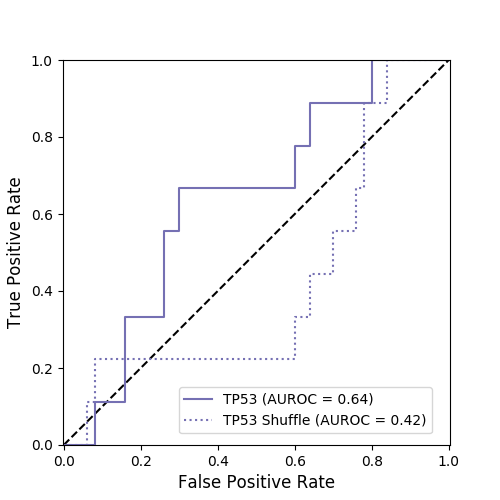 1.0
0.8
0.6
0.4
0.2
0.0
True Positive Rate
TP53 (AUROC = 0.64)
TP53 Shuffle (AUROC = 0.42)
0.0 0.2 0.4 0.6 0.8 1.0
False Positive Rate